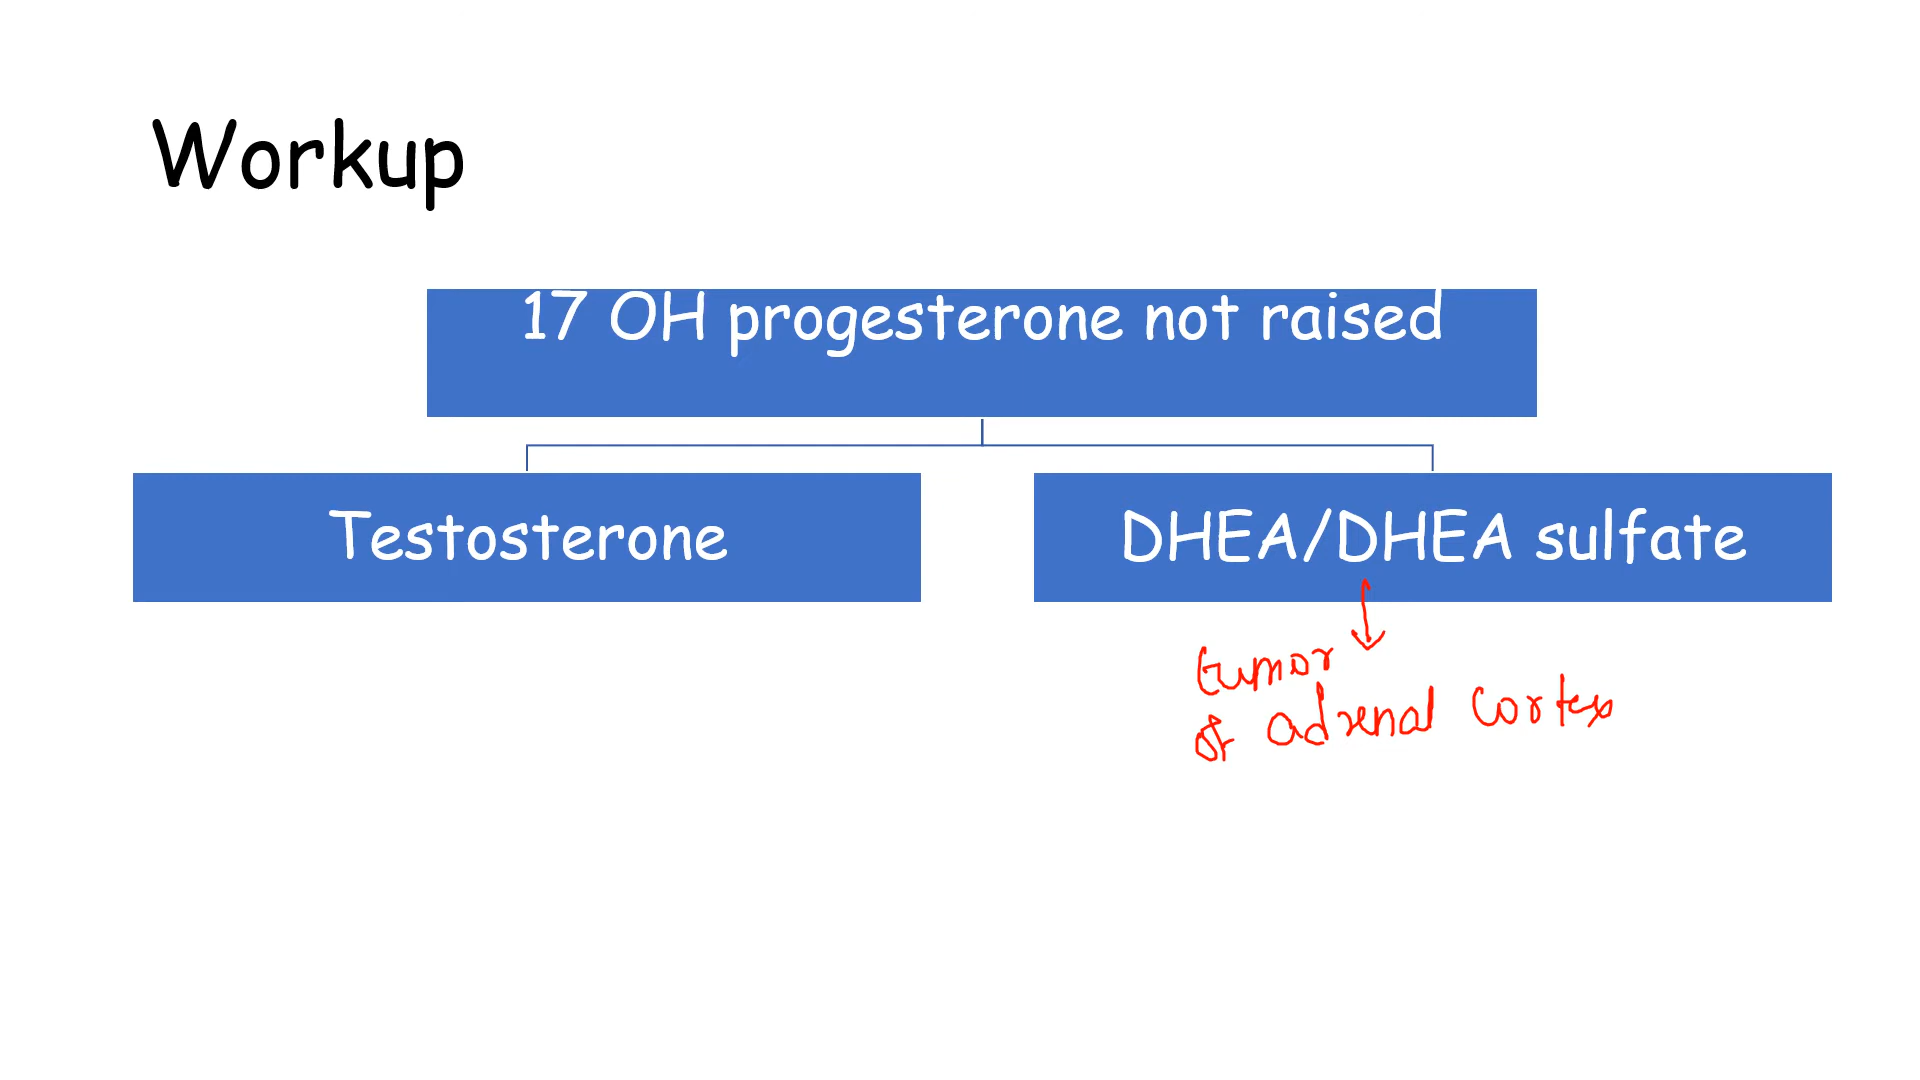 Workup
17 OH progesterone not raised
Testosterone
DHEA/DHEA sulfate
tumor
of adrenal cortex